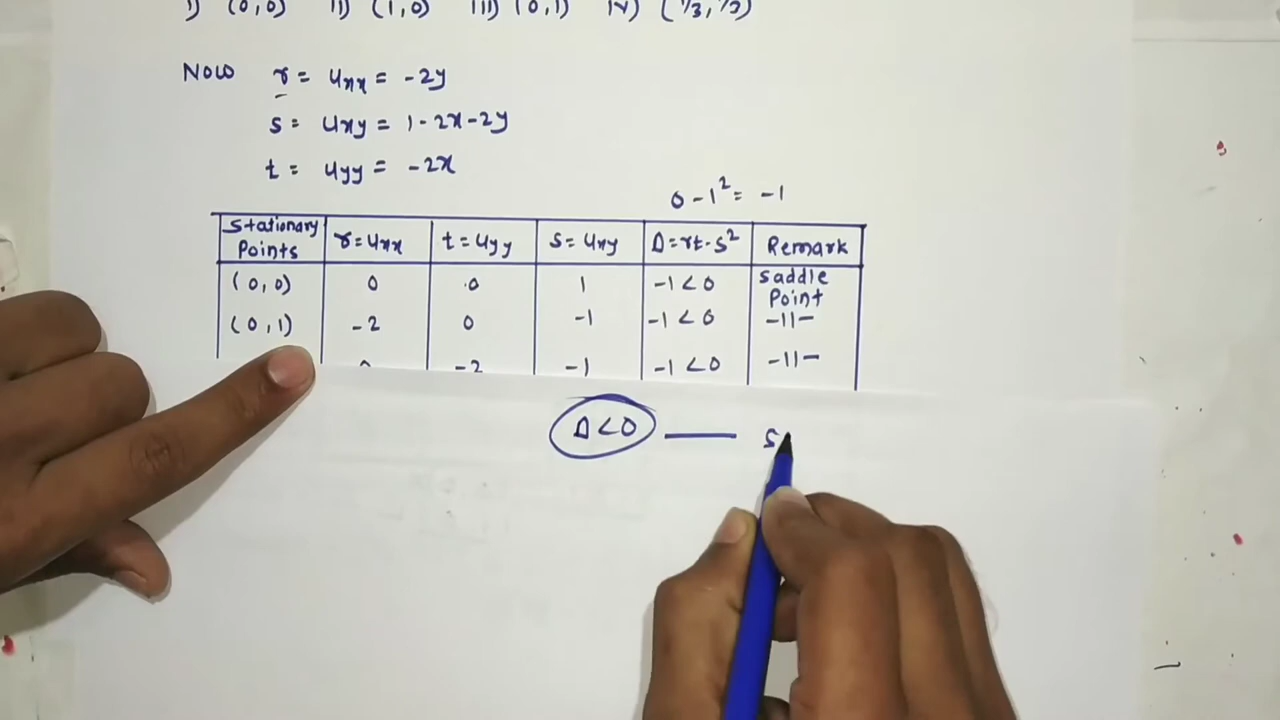 i) (0,0) ii) (1,0) iii) (0,1) iv) (1/3, 1/3)
Now r = uxx = -2y
s = uxy = 1-2x-2y
t = uyy = -2x
0-1² = -1
Stationary Points r=uxx t=uyy s=uxy Δ=rt-s² Remark
(0,0) 0 0 1 -1<0 saddle Point
(0,1) -2 0 -1 -1<0 -11-
-2 -1 -1<0 -11-
Δ<0 — s